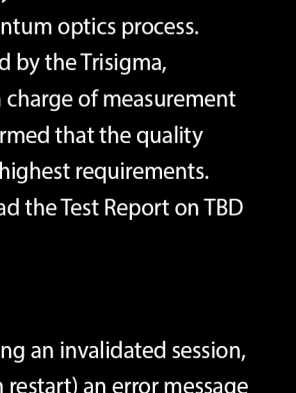 ntum optics process.
d by the Trisigma,
charge of measurement
rmed that the quality
highest requirements.
ad the Test Report on TBD
ng an invalidated session,
restart) an error message